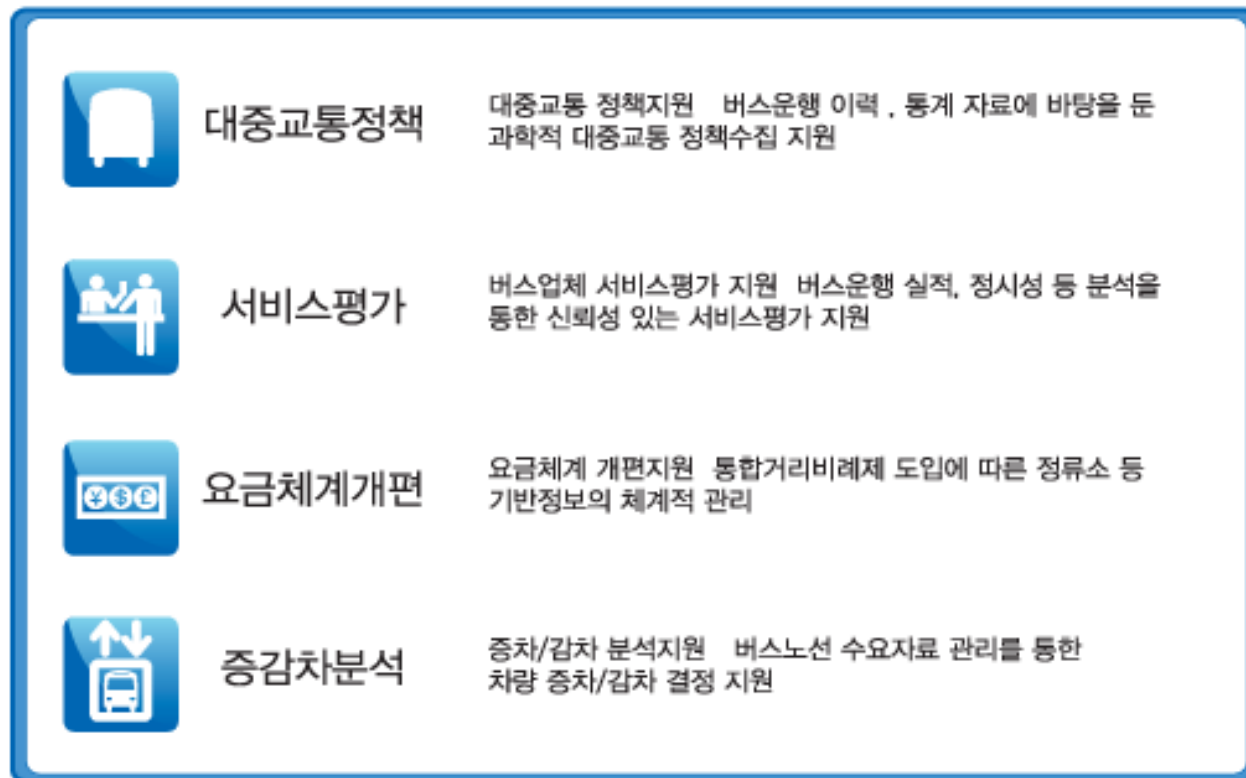 대중교통정책
대중교통 정책지원 버스운행 이력 , 통계 자료에 바탕을 둔
과학적 대중교통 정책수집 지원
서비스평가
버스업체 서비스평가 지원 버스운행 실적, 정시성 등 분석을
통한 신뢰성 있는 서비스평가 지원
¥ $ £
요금체계개편
요금체계 개편지원 통합거리비례제 도입에 따른 정류소 등
기반정보의 체계적 관리
증감차분석
증차/감차 분석지원 버스노선 수요자료 관리를 통한
차량 증차/감차 결정 지원